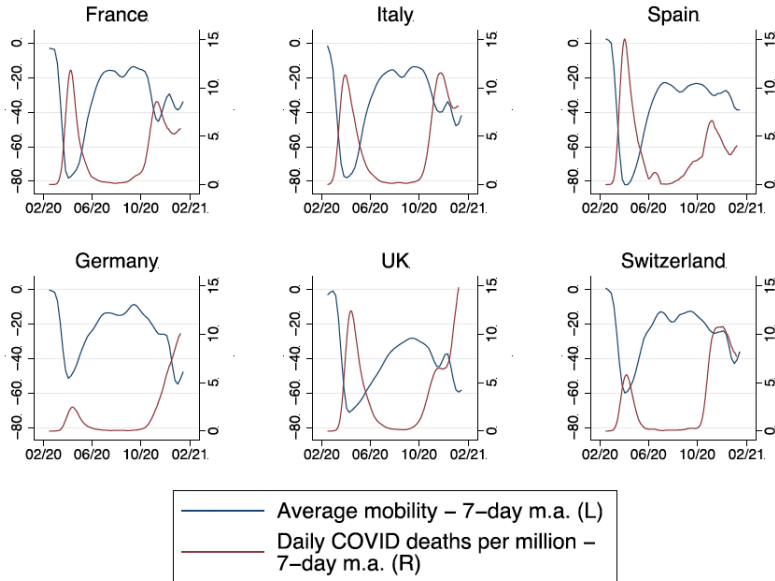 France Italy Spain
0 -20 -40 -60 -80
15 10 5 0
02/20 06/20 10/20 02/21
0 -20 -40 -60 -80
15 10 5 0
02/20 06/20 10/20 02/21
0 -20 -40 -60 -80
15 10 5 0
02/20 06/20 10/20 02/21
Germany UK Switzerland
0 -20 -40 -60 -80
15 10 5 0
02/20 06/20 10/20 02/21
0 -20 -40 -60 -80
15 10 5 0
02/20 06/20 10/20 02/21
0 -20 -40 -60 -80
15 10 5 0
02/20 06/20 10/20 02/21
Average mobility – 7-day m.a. (L)
Daily COVID deaths per million –
7-day m.a. (R)